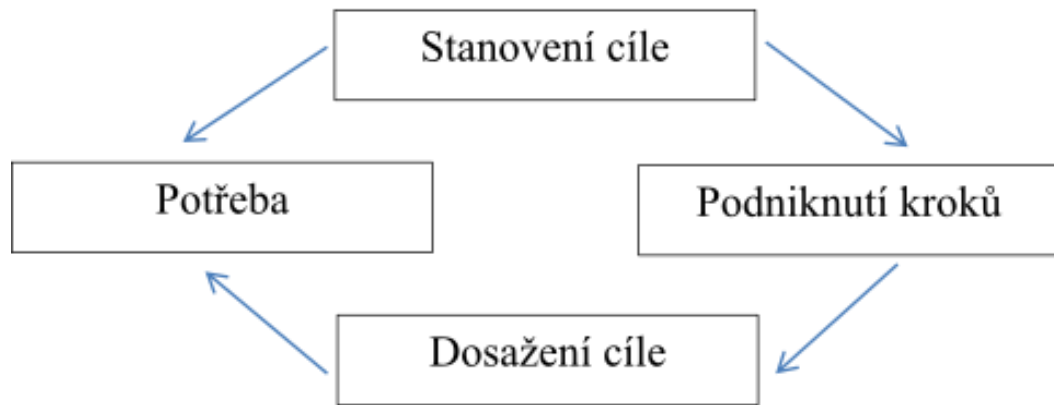 Stanovení cíle
Potřeba
Podniknutí kroků
Dosažení cíle